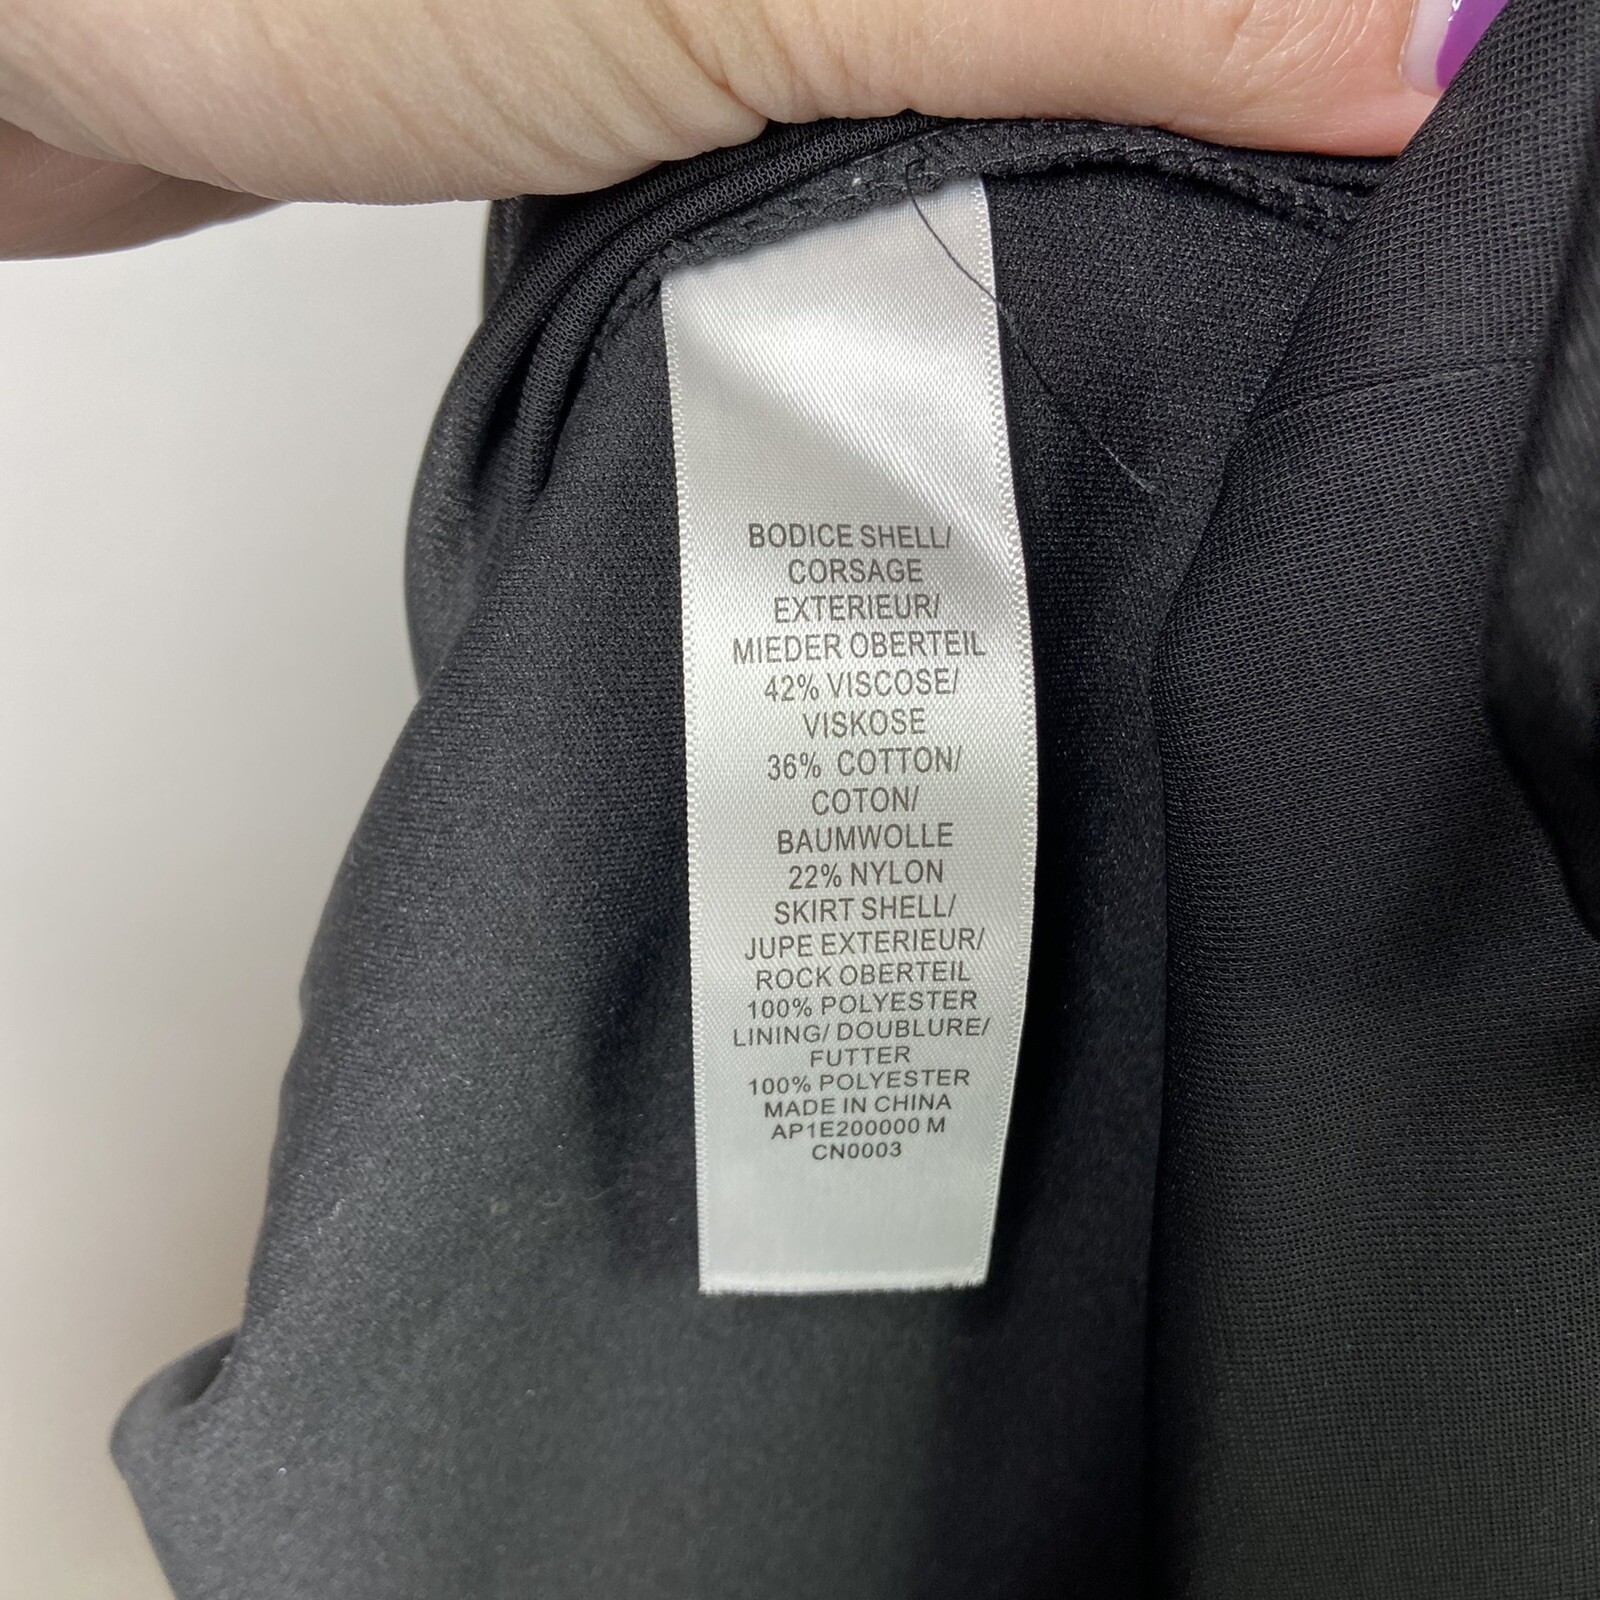 BODICE SHELL/
CORSAGE
EXTERIEUR/
MIEDER OBERTEIL
42% VISCOSE/
VISKOSE
36% COTTON/
COTON/
BAUMWOLLE
22% NYLON
SKIRT SHELL/
JUPE EXTERIEUR/
ROCK OBERTEIL
100% POLYESTER
LINING/ DOUBLURE/
FUTTER
100% POLYESTER
MADE IN CHINA
AP1E200000 M
CN0003